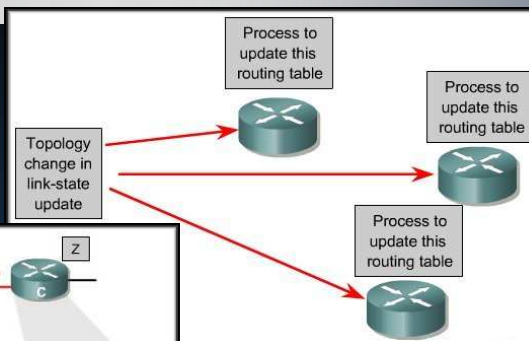 Process to
update this
routing table
Process to
update this
routing table
Topology
change in
link-state
update
Process to
update this
routing table
Z
C